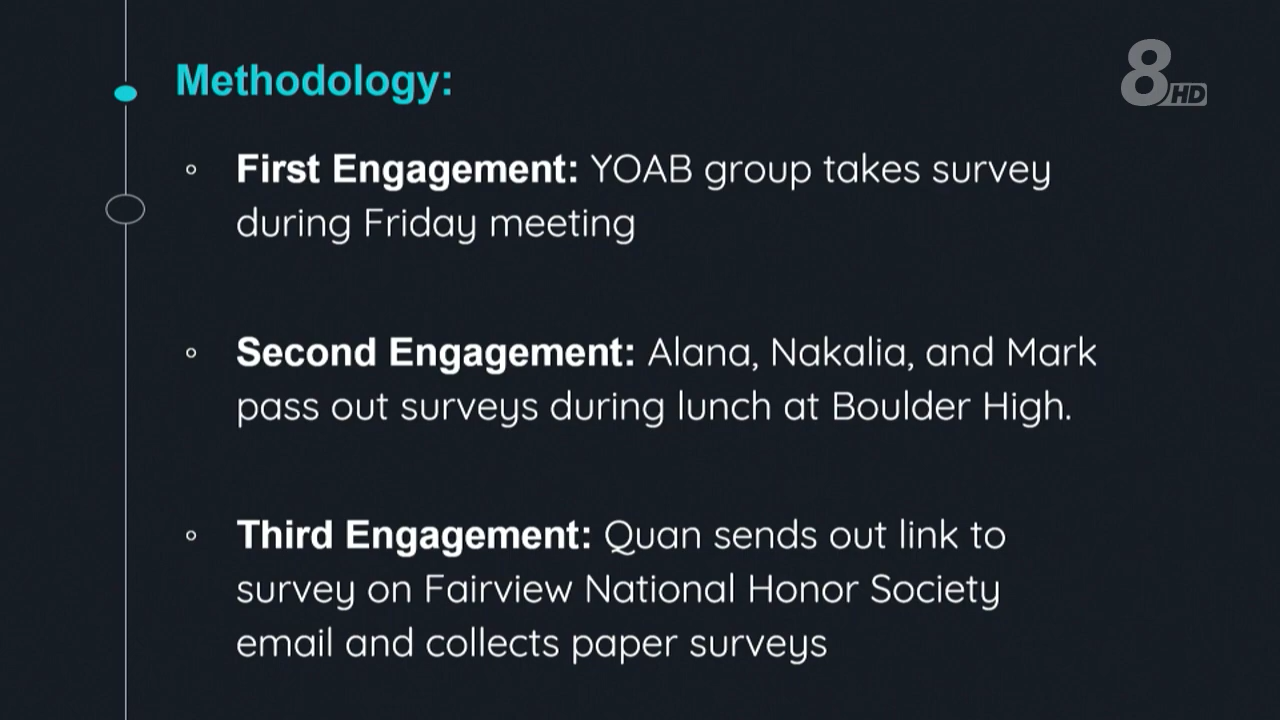 Methodology:
8 HD
First Engagement: YOAB group takes survey
during Friday meeting
Second Engagement: Alana, Nakalia, and Mark
pass out surveys during lunch at Boulder High.
Third Engagement: Quan sends out link to
survey on Fairview National Honor Society
email and collects paper surveys